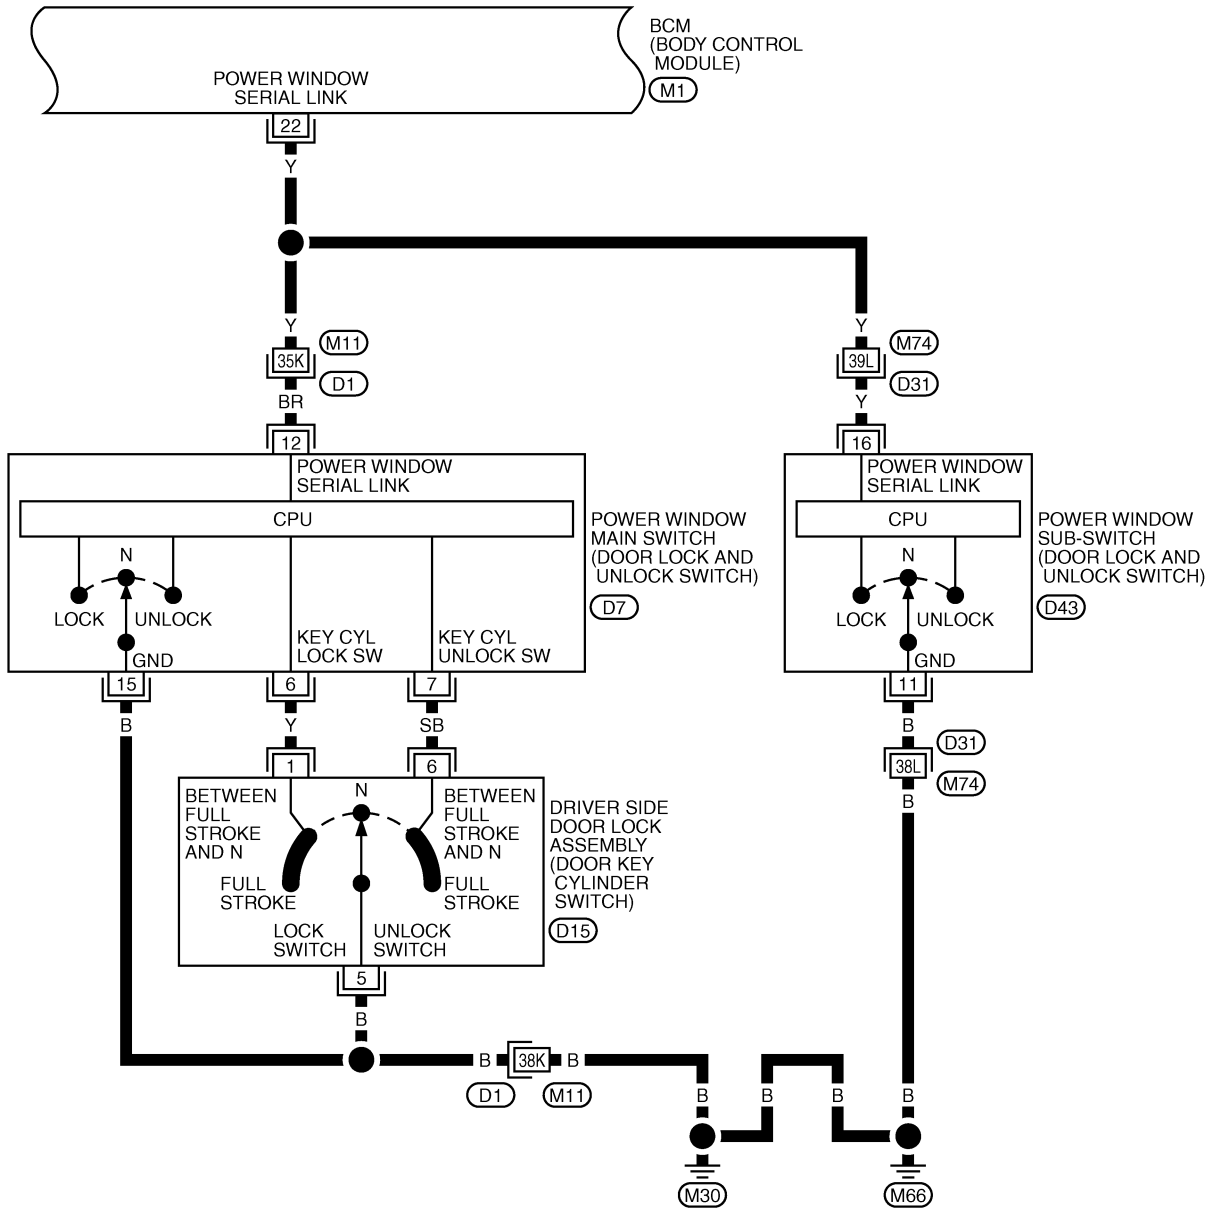 BCM
(BODY CONTROL
MODULE)
M1
POWER WINDOW
SERIAL LINK
22
Y
Y
Y
M11
M74
35K
39L
D1
D31
BR
Y
12
16
POWER WINDOW
SERIAL LINK
POWER WINDOW
SERIAL LINK
CPU
CPU
POWER WINDOW
MAIN SWITCH
(DOOR LOCK AND
UNLOCK SWITCH)
D7
POWER WINDOW
SUB-SWITCH
(DOOR LOCK AND
UNLOCK SWITCH)
D43
N
LOCK
UNLOCK
GND
KEY CYL
LOCK SW
KEY CYL
UNLOCK SW
N
LOCK
UNLOCK
GND
15
6
7
11
B
Y
SB
B
D31
38L
M74
B
1
6
BETWEEN
FULL
STROKE
AND N
N
BETWEEN
FULL
STROKE
AND N
FULL
STROKE
FULL
STROKE
LOCK
SWITCH
UNLOCK
SWITCH
DRIVER SIDE
DOOR LOCK
ASSEMBLY
(DOOR KEY
CYLINDER
SWITCH)
D15
5
B
B
38K
B
D1
M11
B
B
B
B
M30
M66